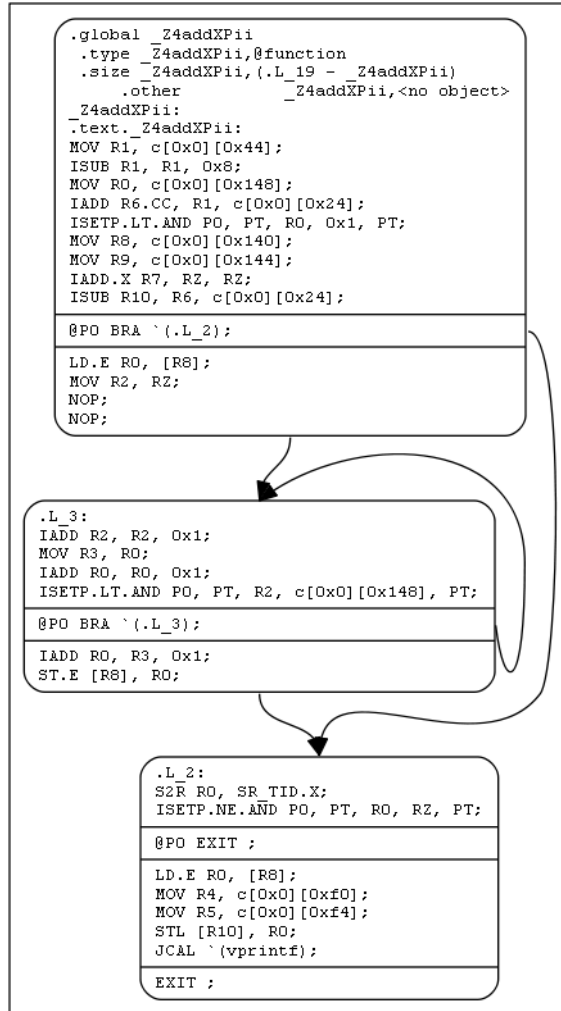 .global _Z4addXPii
.type _Z4addXPii,@function
.size _Z4addXPii,(.L_19 - _Z4addXPii)
.other _Z4addXPii,<no object>
_Z4addXPii:
.text._Z4addXPii:
MOV R1, c[0x0][0x44];
ISUB R1, R1, 0x8;
MOV R0, c[0x0][0x148];
IADD R6.CC, R1, c[0x0][0x24];
ISETP.LT.AND P0, PT, R0, 0x1, PT;
MOV R8, c[0x0][0x140];
MOV R9, c[0x0][0x144];
IADD.X R7, RZ, RZ;
ISUB R10, R6, c[0x0][0x24];
@P0 BRA `(.L_2);
LD.E R0, [R8];
MOV R2, RZ;
NOP;
NOP;
.L_3:
IADD R2, R2, 0x1;
MOV R3, R0;
IADD R0, R0, 0x1;
ISETP.LT.AND P0, PT, R2, c[0x0][0x148], PT;
@P0 BRA `(.L_3);
IADD R0, R3, 0x1;
ST.E [R8], R0;
.L_2:
S2R R0, SR_TID.X;
ISETP.NE.AND P0, PT, R0, RZ, PT;
@P0 EXIT ;
LD.E R0, [R8];
MOV R4, c[0x0][0xf0];
MOV R5, c[0x0][0xf4];
STL [R10], R0;
JCAL `(vprintf);
EXIT ;